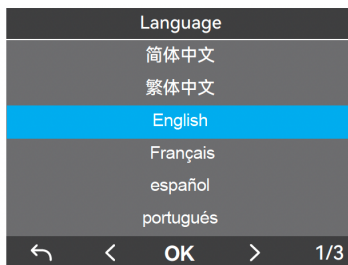 Language
简体中文
繁体中文
English
Français
español
portugués
OK 1/3